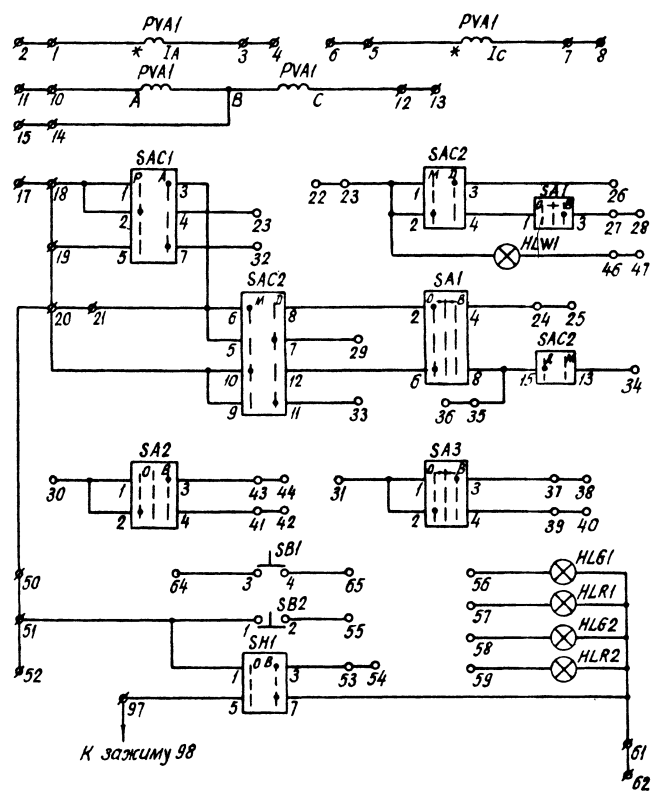 PVA1 PVA1
2 1 * IA 3 4 6 5 * IC 7 8
PVA1 PVA1
11 10 A B C 12 13
15 14
SAC1 SAC2
P A M D SA1
17 18 1 3 22 23 1 3 26
2 4 23 2 4 1 O B 3 27 28
19 5 7 32 HLW1 46 47
SAC2 SA1
M D O B
20 21 6 8 2 4 24 25
5 7 29 SAC2
10 12 6 8 15 Д M 13 34
9 11 33 36 35
SA2 SA3
O B O B
30 1 3 43 44 31 1 3 37 38
2 4 41 42 2 4 39 40
SB1 HLG1
50 64 3 4 65 56
SB2 HLR1
51 1 2 55 57
SH1 HLG2
O B 58
52 1 3 53 54 HLR2
59
97 5 7
К зажиму 98
61
62